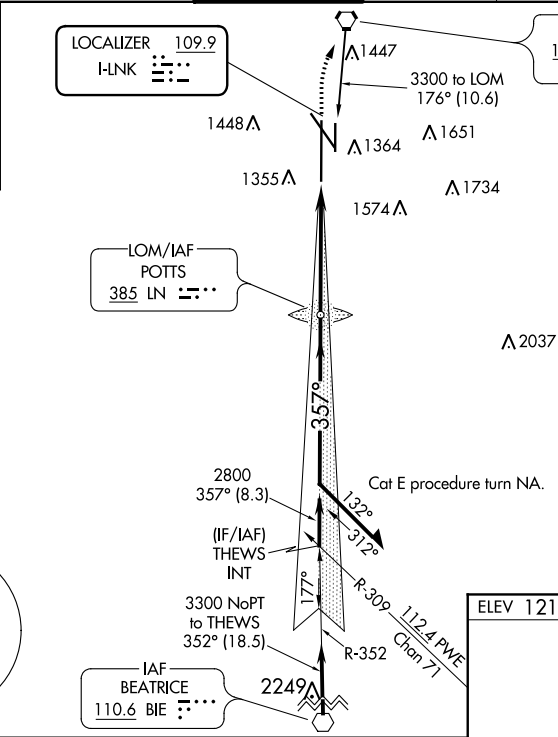 LOCALIZER 109.9
I-LNK
1447
3300 to LOM
176° (10.6)
1448
1364
1651
1355
1734
1574
LOM/IAF
POTTS
385 LN
2037
357°
2800
357° (8.3)
Cat E procedure turn NA.
132°
312°
(IF/IAF)
THEWS
INT
177°
3300 NoPT
to THEWS
352° (18.5)
R-309
112.4 PWE
Chan 71
R-352
ELEV 121
IAF
BEATRICE
110.6 BIE
2249